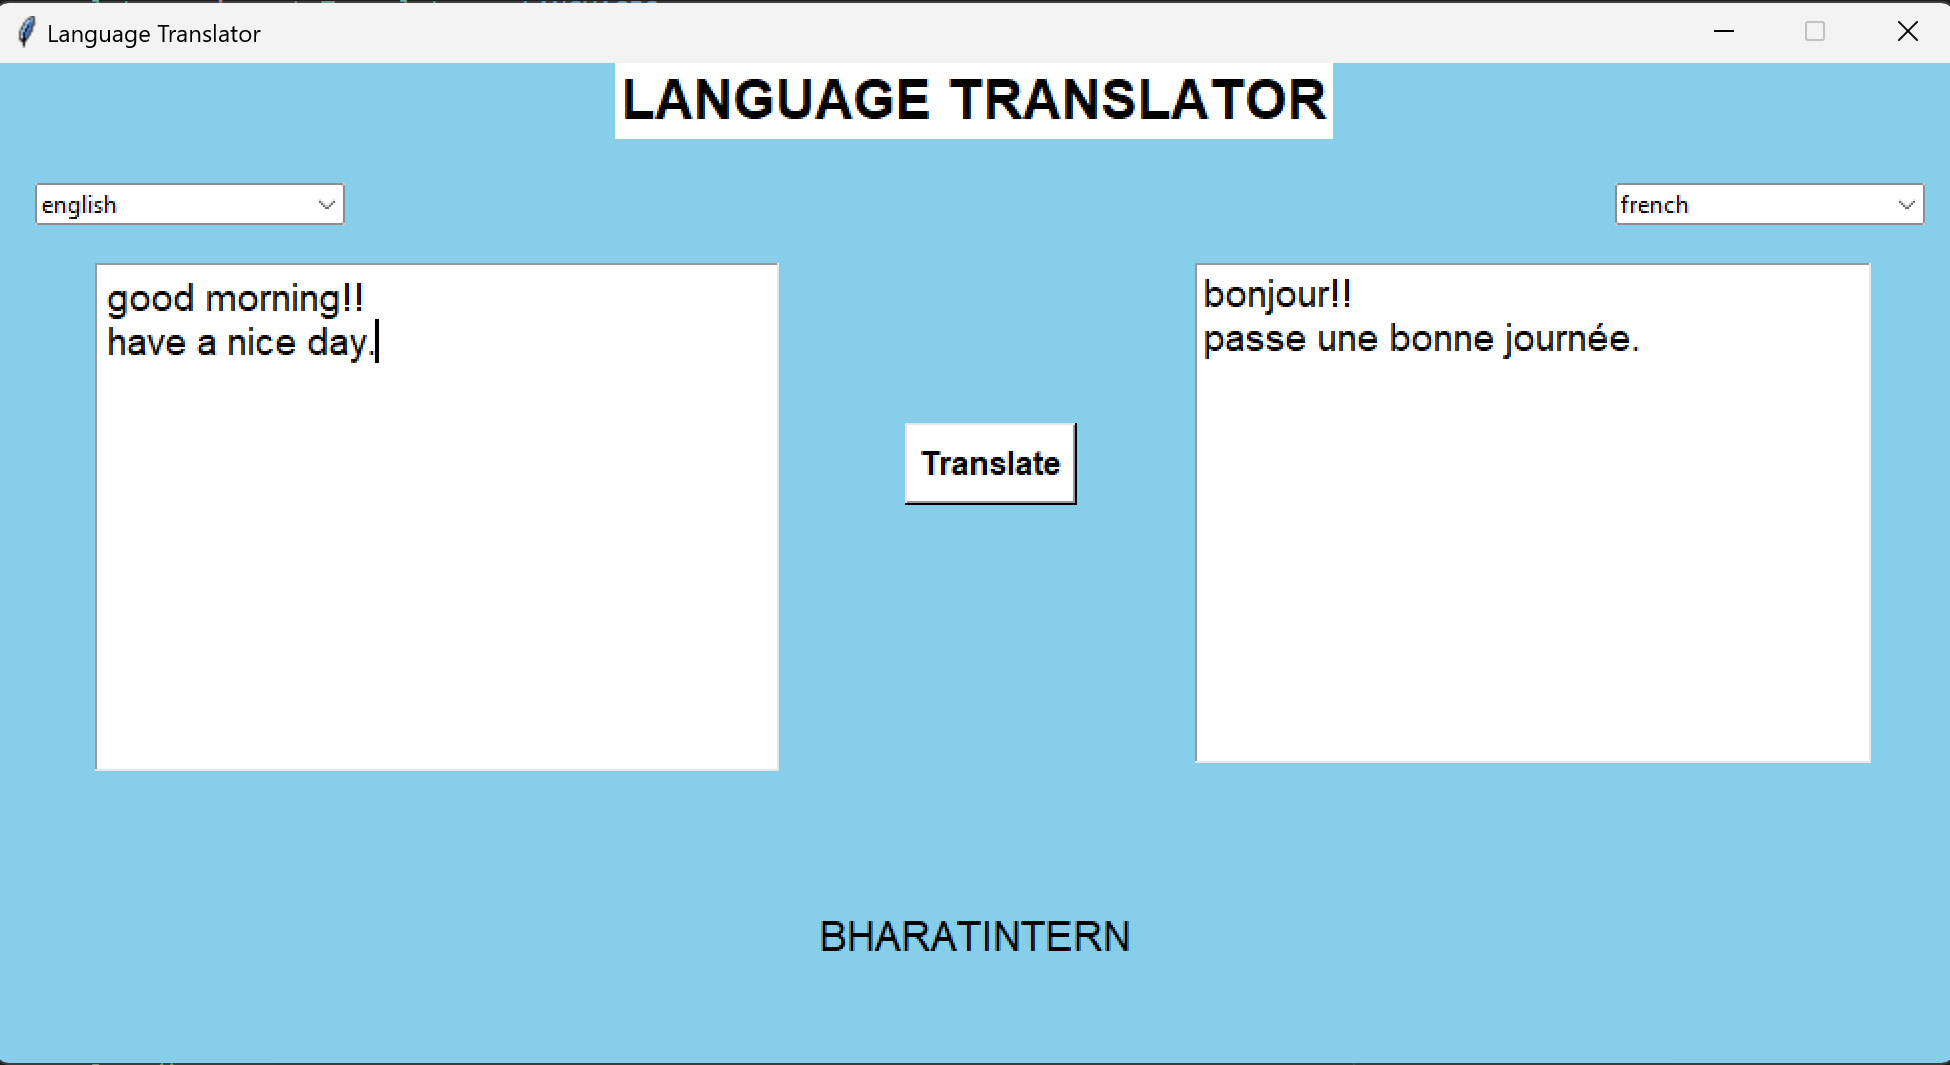 Language Translator
LANGUAGE TRANSLATOR
english
french
good morning!!
have a nice day.
bonjour!!
passe une bonne journée.
Translate
BHARATINTERN